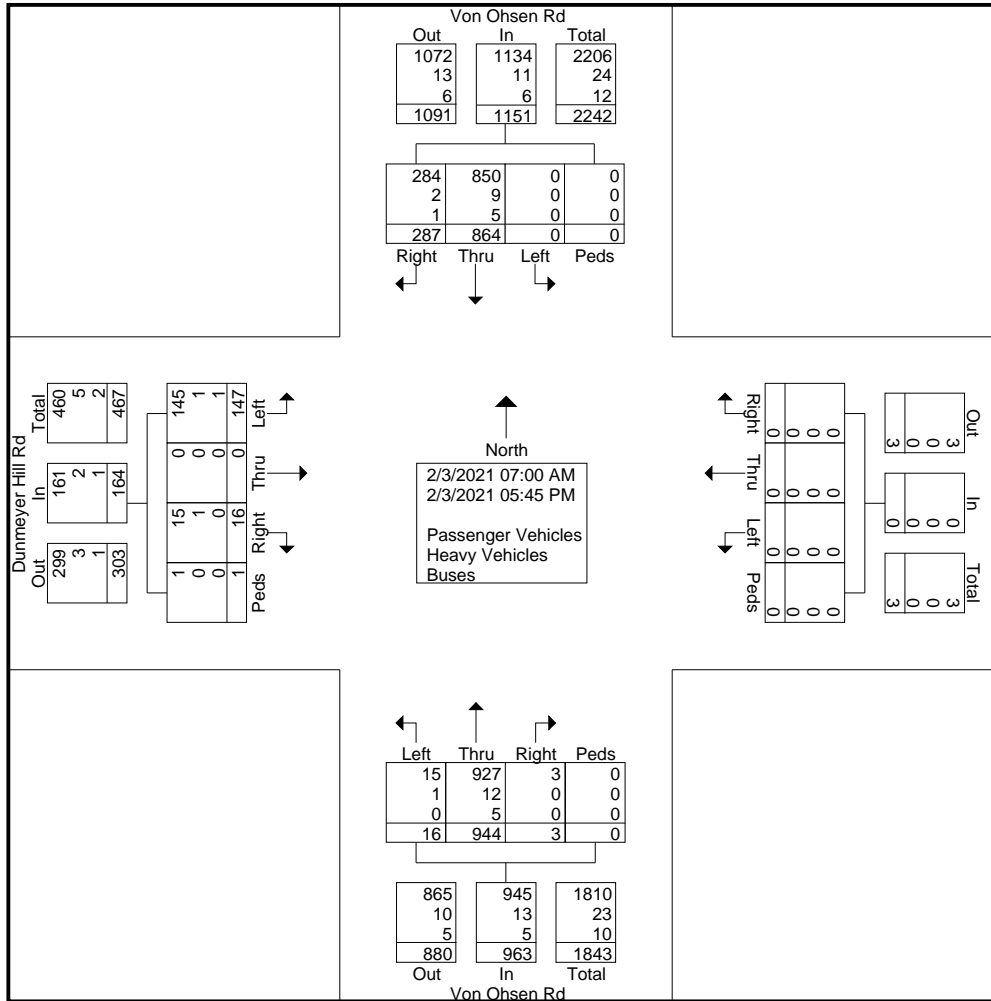 Von Ohsen Rd
Out In Total
1072 1134 2206
13 11 24
6 6 12
1091 1151 2242
284 850 0 0
2 9 0 0
1 5 0 0
287 864 0 0
Right Thru Left Peds
Dunmeyer Hill Rd
Total In Out
460 161 299
5 2 3
2 1 1
467 164 303
145 0 15 1
1 0 1 0
1 0 0 0
147 0 16 1
Left Thru Right Peds
North
2/3/2021 07:00 AM
2/3/2021 05:45 PM
Passenger Vehicles
Heavy Vehicles
Buses
Right Thru Left Peds
0 0 0 0
0 0 0 0
0 0 0 0
0 0 0 0
Out In Total
3 0 3
0 0 0
0 0 0
3 0 3
Left Thru Right Peds
15 927 3 0
1 12 0 0
0 5 0 0
16 944 3 0
865 945 1810
10 13 23
5 5 10
880 963 1843
Out In Total
Von Ohsen Rd